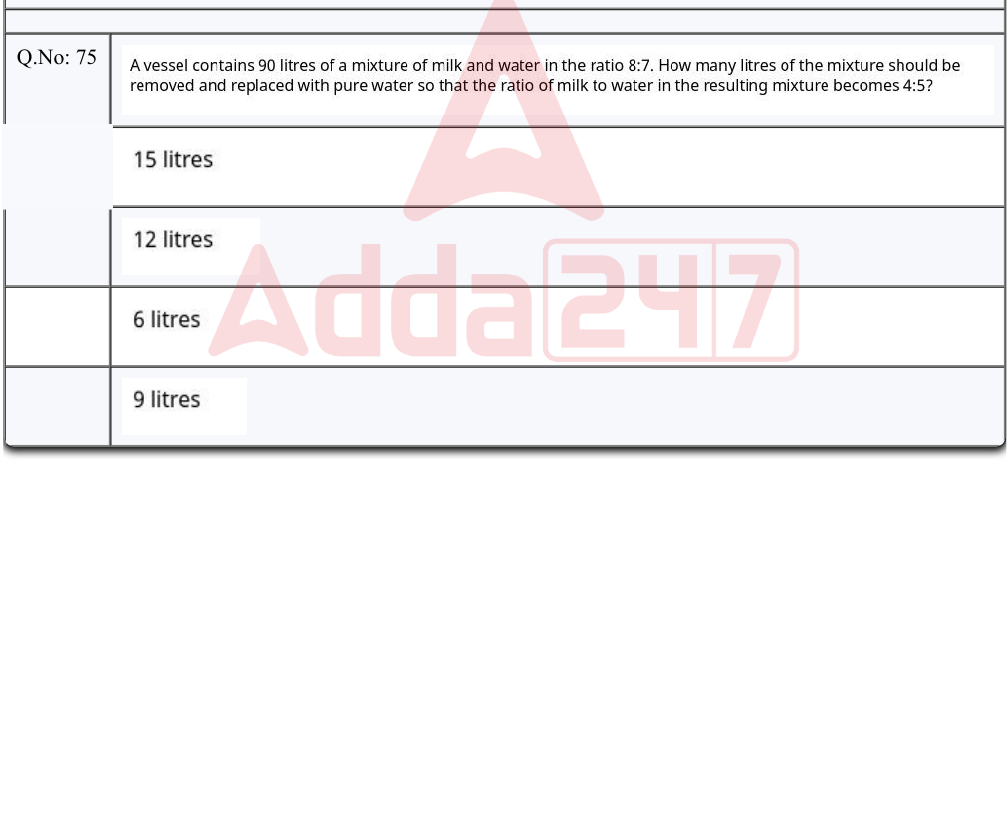 Q.No: 75
A vessel contains 90 litres of a mixture of milk and water in the ratio 8:7. How many litres of the mixture should be
removed and replaced with pure water so that the ratio of milk to water in the resulting mixture becomes 4:5?
15 litres
12 litres
6 litres
9 litres
Adda247